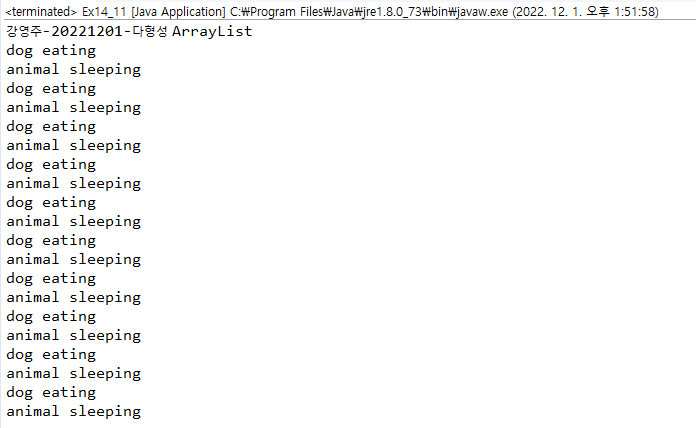 <terminated> Ex14_11 [Java Application] C:₩Program Files₩Java₩jre1.8.0_73₩bin₩javaw.exe (2022. 12. 1. 오후 1:51:58)
강영주-20221201-다형성 ArrayList
dog eating
animal sleeping
dog eating
animal sleeping
dog eating
animal sleeping
dog eating
animal sleeping
dog eating
animal sleeping
dog eating
animal sleeping
dog eating
animal sleeping
dog eating
animal sleeping
dog eating
animal sleeping
dog eating
animal sleeping